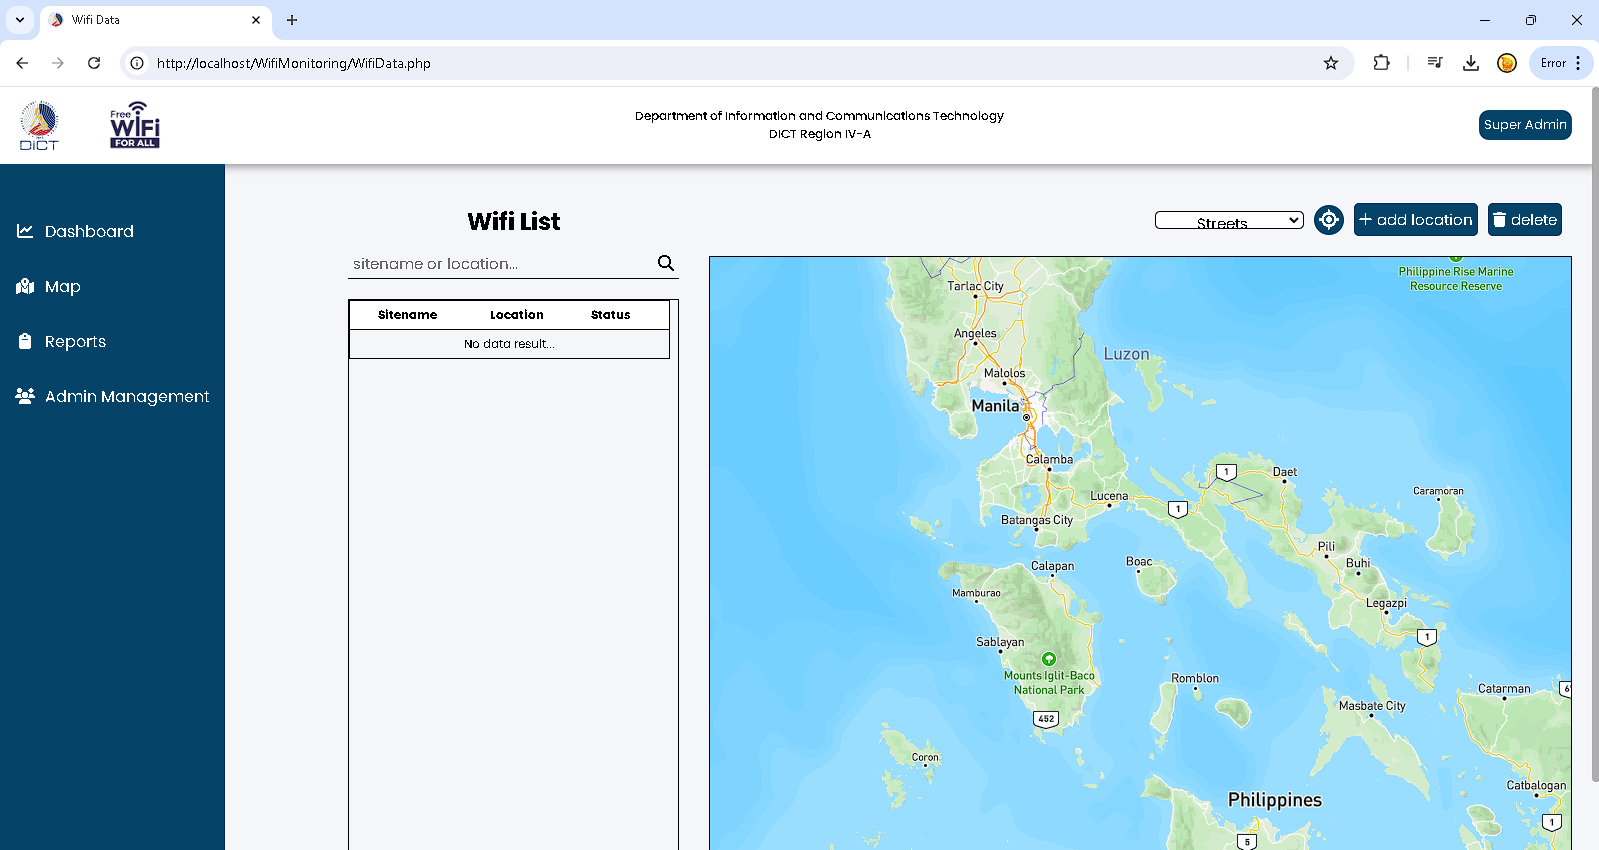 Wifi Data
http://localhost/WifiMonitoring/WifiData.php
Error
DICT
Free
WiFi
FOR ALL
Department of Information and Communications Technology
DICT Region IV-A
Super Admin
Dashboard
Map
Reports
Admin Management
Wifi List
sitename or location...
Sitename Location Status
No data result...
Streets
add location
delete
Philippine Rise Marine
Resource Reserve
Tarlac City
Angeles
Luzon
Malolos
Manila
Calamba
1
Daet
Lucena
Caramoran
1
Batangas City
Pili
Boac
Buhi
Calapan
Mamburao
Legazpi
1
Sablayan
Mounts Iglit-Baco
National Park
Romblon
Catarman
452
Masbate City
Coron
Catbalogan
Philippines
1
5